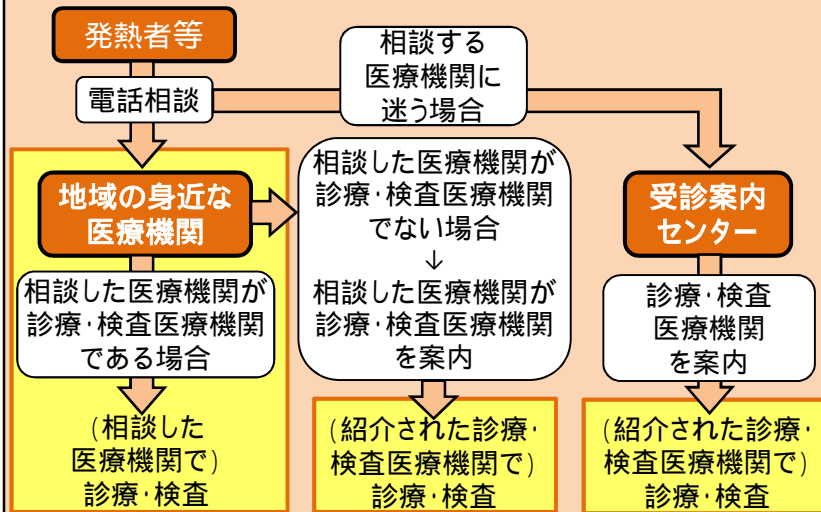 発熱者等
電話相談
相談する
医療機関に
迷う場合
地域の身近な
医療機関
相談した医療機関が
診療・検査医療機関
である場合
(相談した
医療機関で)
診療・検査
相談した医療機関が
診療・検査医療機関
でない場合
↓
相談した医療機関が
診療・検査医療機関
を案内
(紹介された診療・
検査医療機関で)
診療・検査
受診案内
センター
診療・検査
医療機関
を案内
(紹介された診療・
検査医療機関で)
診療・検査